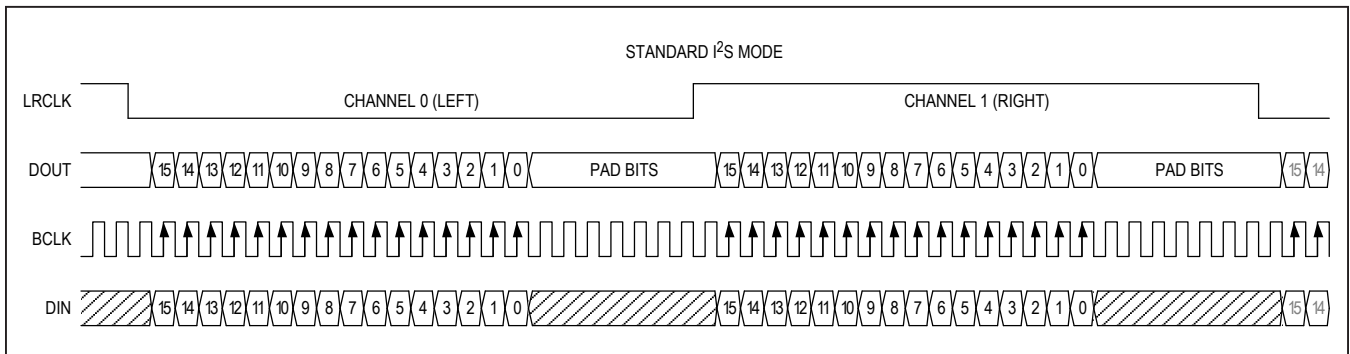 STANDARD I²S MODE
LRCLK CHANNEL 0 (LEFT) CHANNEL 1 (RIGHT)
DOUT 15 14 13 12 11 10 9 8 7 6 5 4 3 2 1 0 PAD BITS 15 14 13 12 11 10 9 8 7 6 5 4 3 2 1 0 PAD BITS 15 14
BCLK
DIN 15 14 13 12 11 10 9 8 7 6 5 4 3 2 1 0 15 14 13 12 11 10 9 8 7 6 5 4 3 2 1 0 15 14